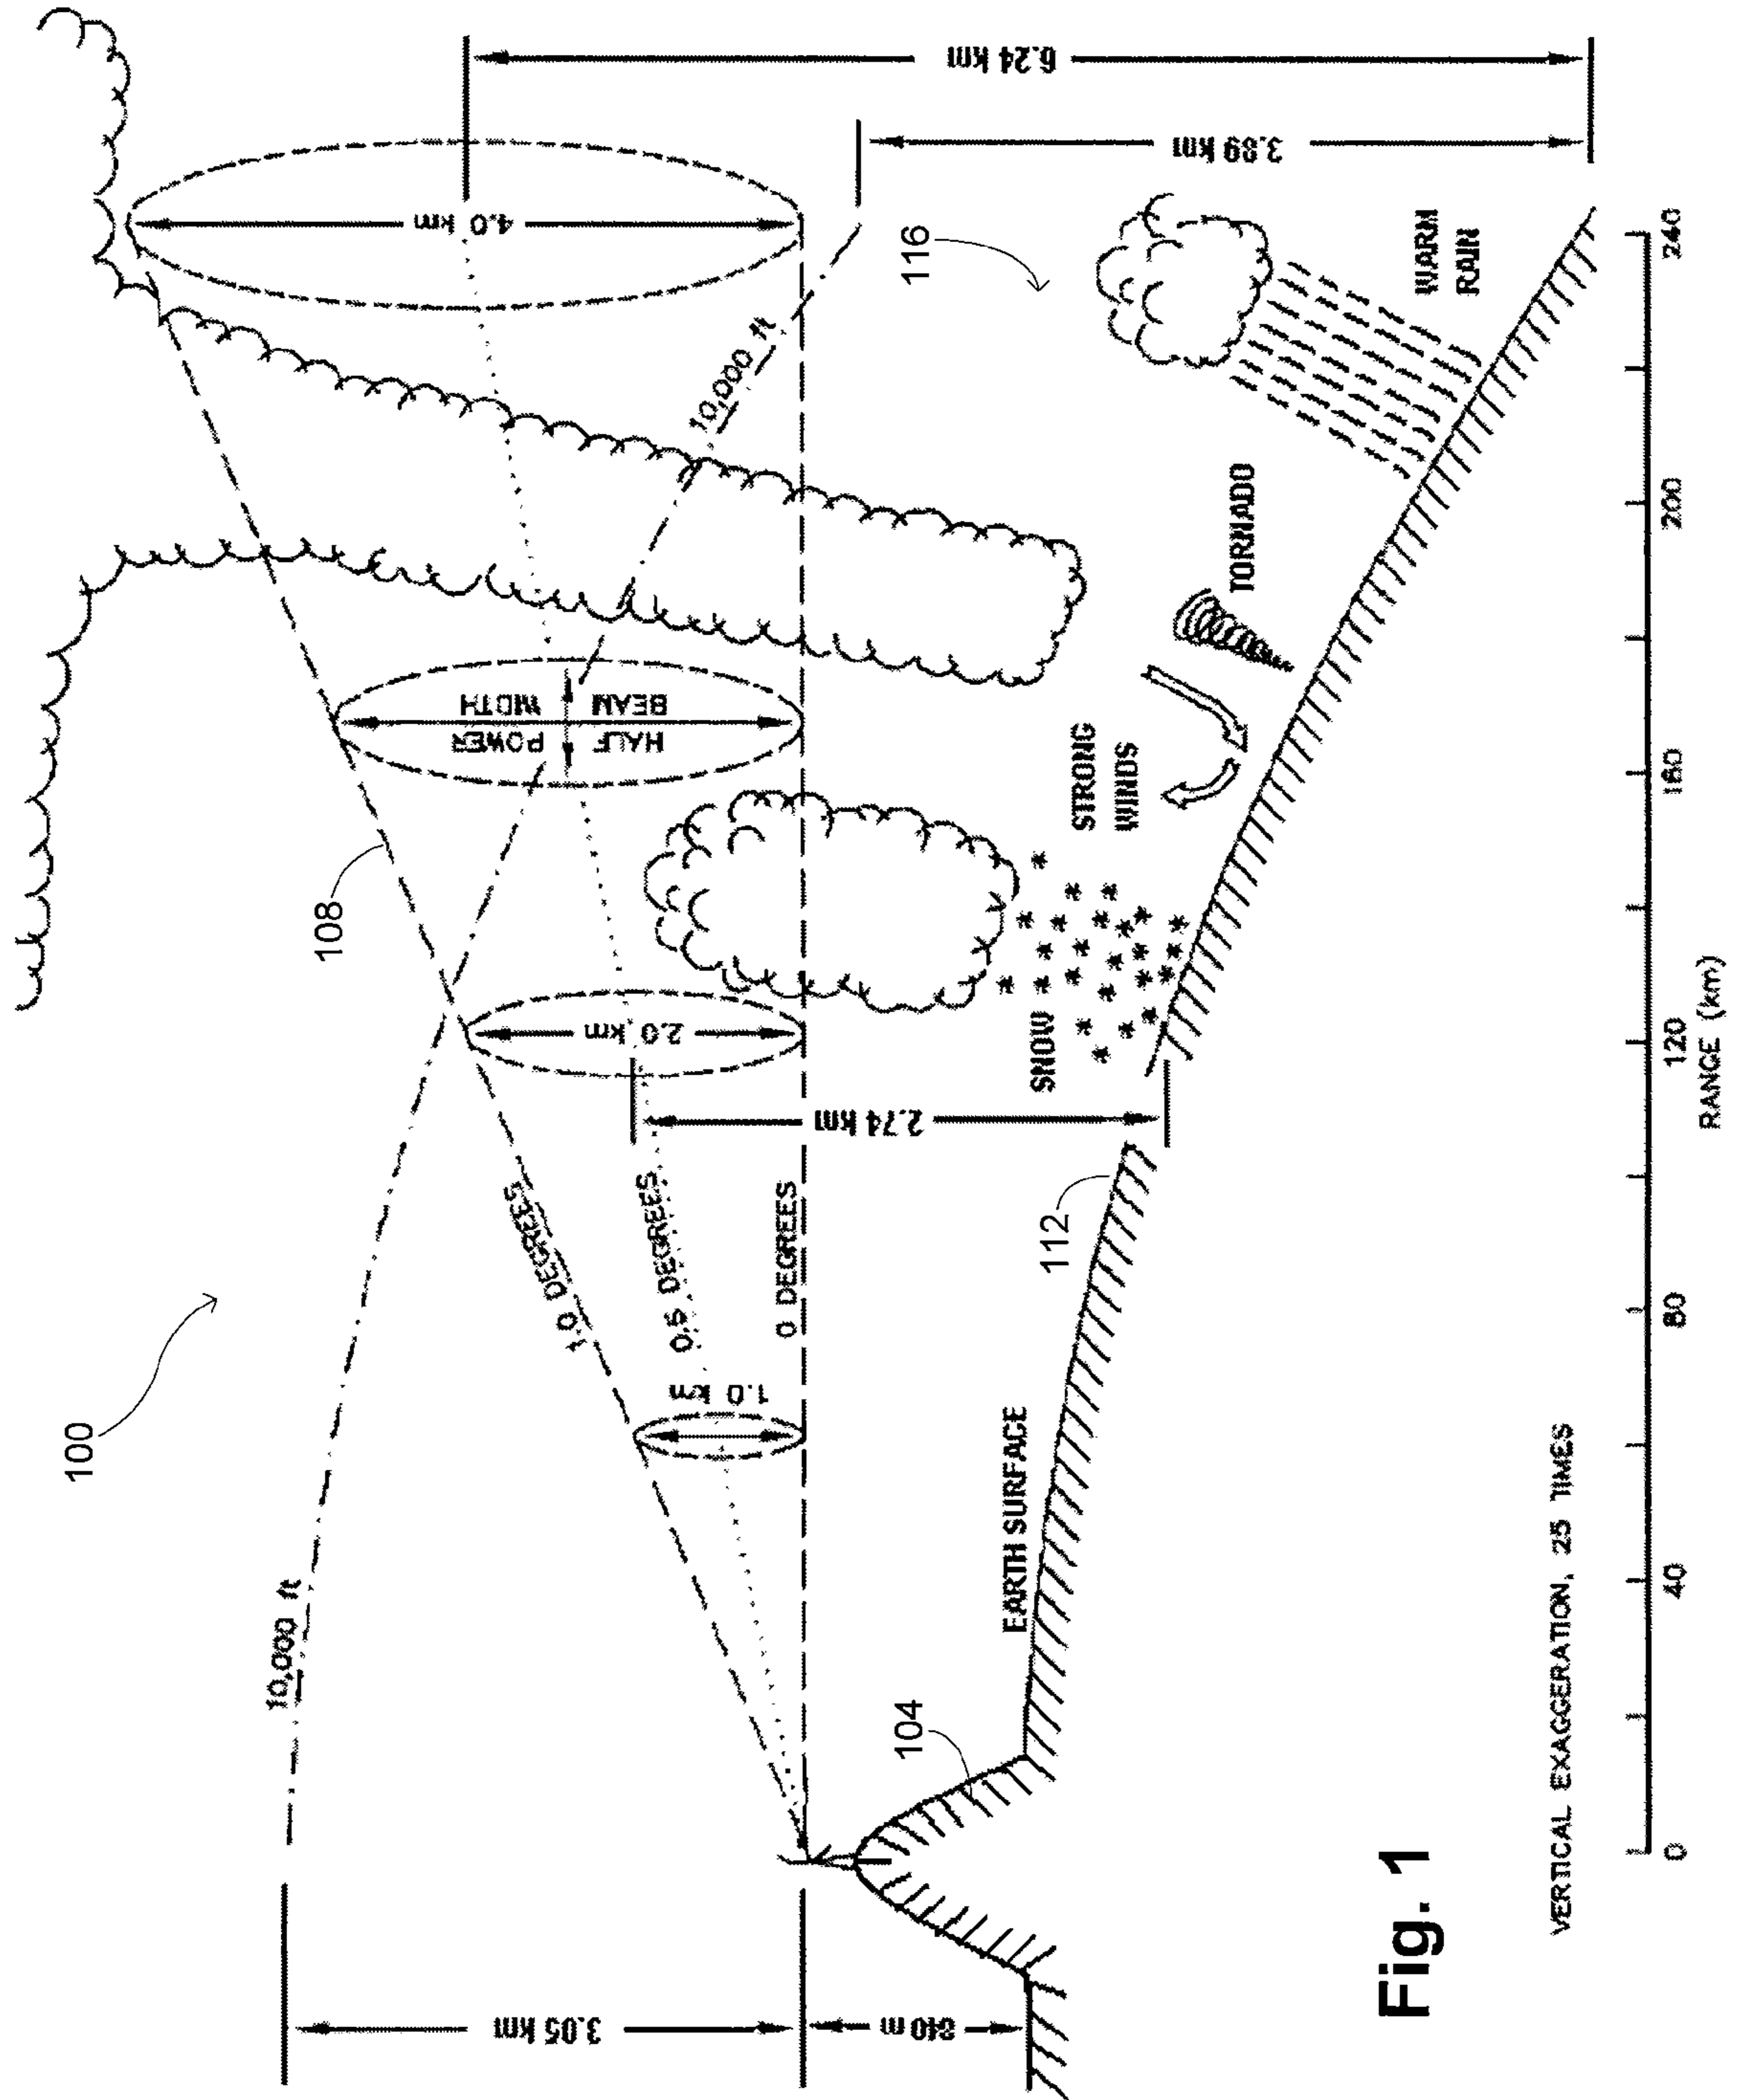 100
10,000 ft
108
1.0 DEGREES
0.5 DEGREES
0 DEGREES
1.0 km
2.0 km
HALF
POWER
BEAM
WIDTH
4.0 km
10,000 ft
3.05 km
840 m
2.74 km
3.89 km
6.24 km
116
104
EARTH SURFACE
112
SNOW
STRONG
WINDS
TORNADO
WARM
RAIN
VERTICAL EXAGGERATION, 25 TIMES
0
40
80
120
160
200
240
RANGE (km)
Fig. 1